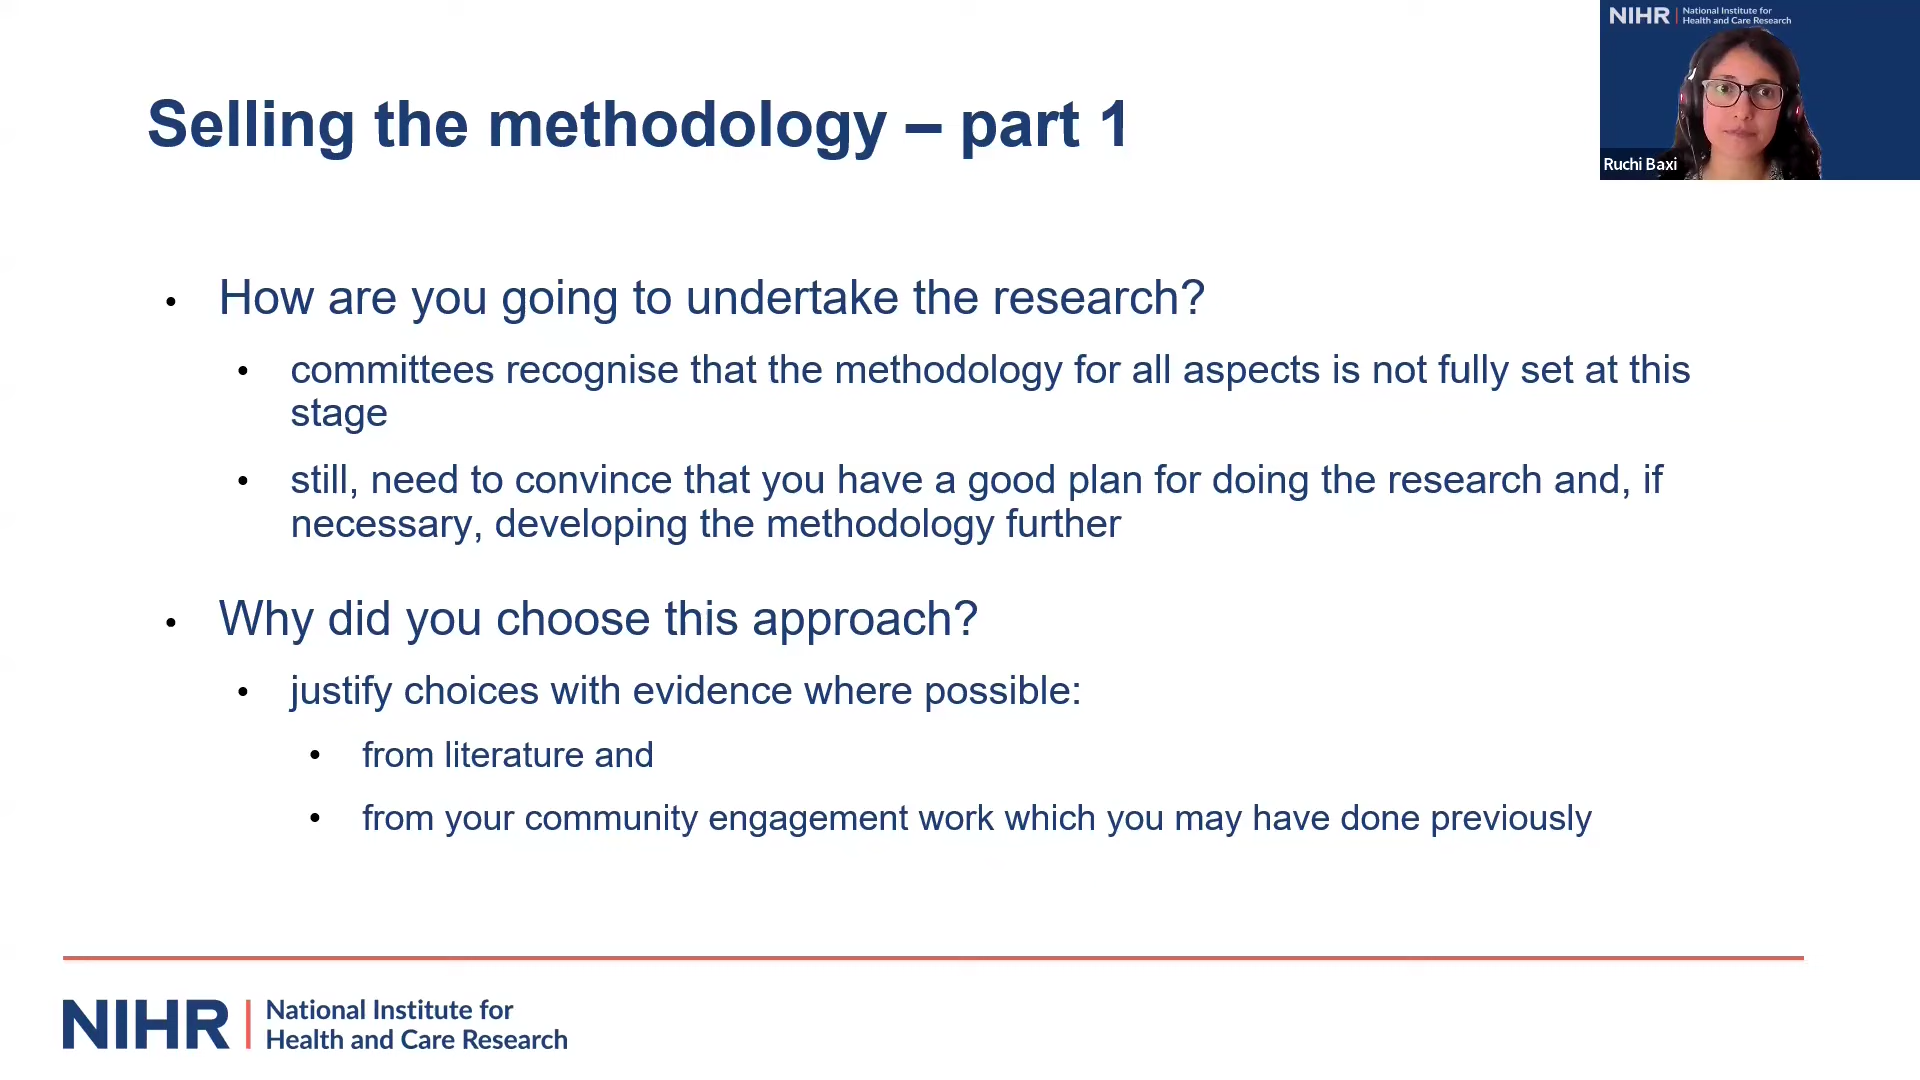 NIHR | National Institute for
Health and Care Research
Ruchi Baxi
Selling the methodology – part 1
• How are you going to undertake the research?
• committees recognise that the methodology for all aspects is not fully set at this
stage
• still, need to convince that you have a good plan for doing the research and, if
necessary, developing the methodology further
• Why did you choose this approach?
• justify choices with evidence where possible:
• from literature and
• from your community engagement work which you may have done previously
NIHR | National Institute for
Health and Care Research